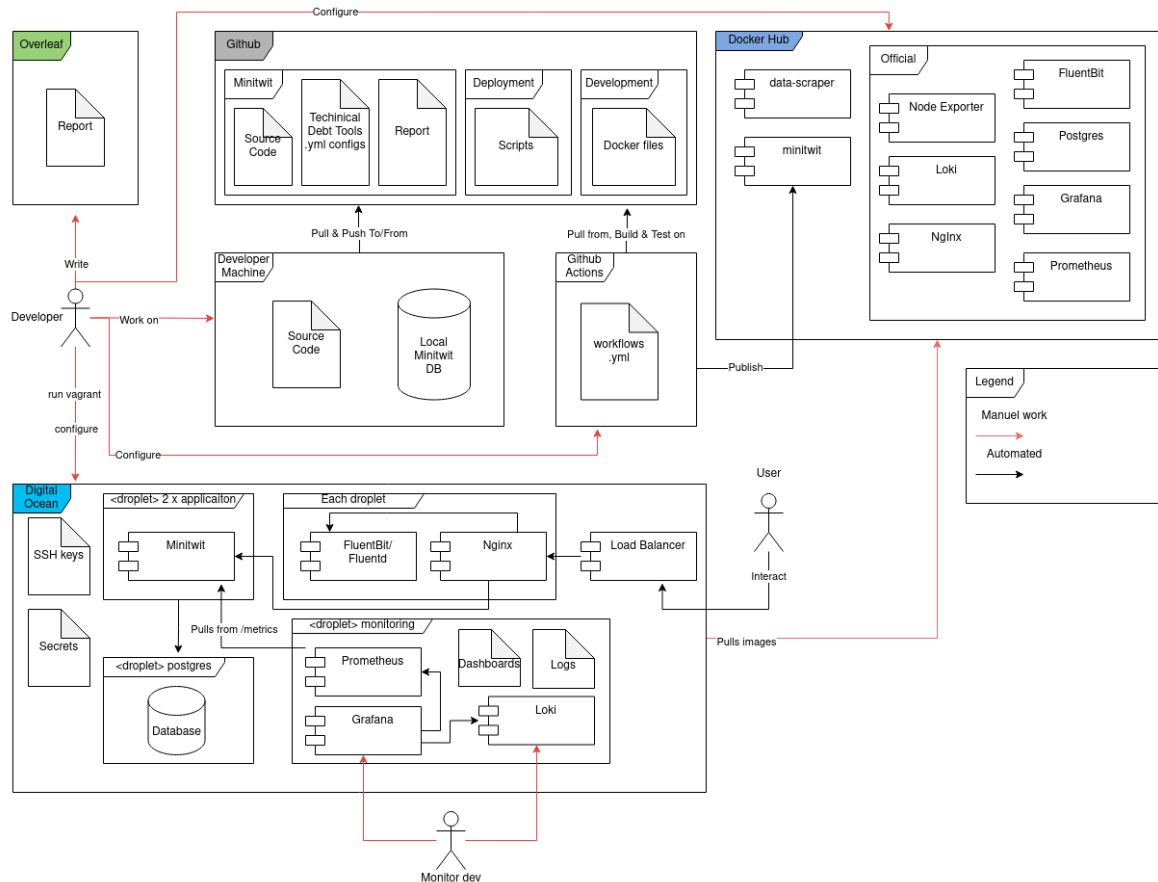 Configure
Overleaf
Report
Github
Minitwit
Source
Code
Techinical
Debt Tools
.yml configs
Report
Deployment
Scripts
Development
Docker files
Docker Hub
data-scraper
minitwit
Official
Node Exporter
Loki
NgInx
FluentBit
Postgres
Grafana
Prometheus
Write
Developer
Work on
Pull & Push To/From
Pull from, Build & Test on
Developer
Machine
Source
Code
Local
Minitwit
DB
Github
Actions
workflows
.yml
Publish
run vagrant
configure
Configure
Legend
Manuel work
Automated
Digital
Ocean
SSH keys
Secrets
<droplet> 2 x applicaiton
Minitwit
Each droplet
FluentBit/
Fluentd
Nginx
Load Balancer
User
Interact
Pulls from /metrics
Pulls images
<droplet> postgres
Database
<droplet> monitoring
Prometheus
Grafana
Dashboards
Logs
Loki
Monitor dev